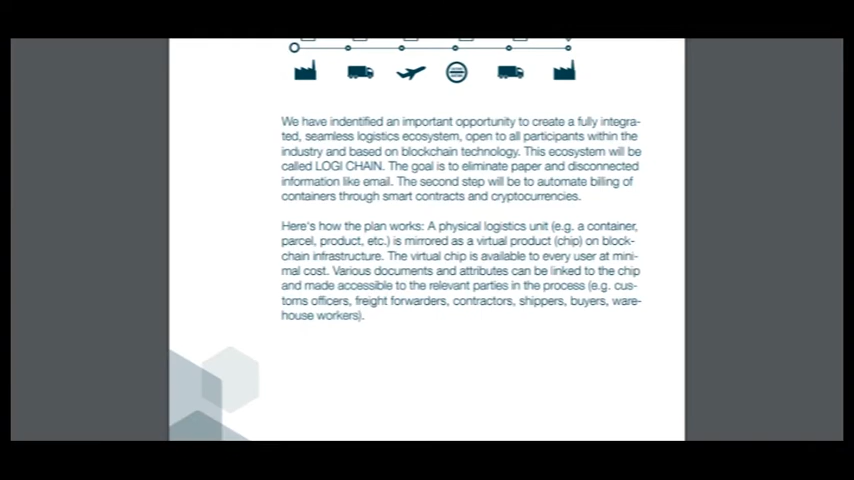 We have indentified an important opportunity to create a fully integra-
ted, seamless logistics ecosystem, open to all participants within the
industry and based on blockchain technology. This ecosystem will be
called LOGI CHAIN. The goal is to eliminate paper and disconnected
information like email. The second step will be to automate billing of
containers through smart contracts and cryptocurrencies.
Here's how the plan works: A physical logistics unit (e.g. a container,
parcel, product, etc.) is mirrored as a virtual product (chip) on block-
chain infrastructure. The virtual chip is available to every user at mini-
mal cost. Various documents and attributes can be linked to the chip
and made accessible to the relevant parties in the process (e.g. cus-
toms officers, freight forwarders, contractors, shippers, buyers, ware-
house workers).